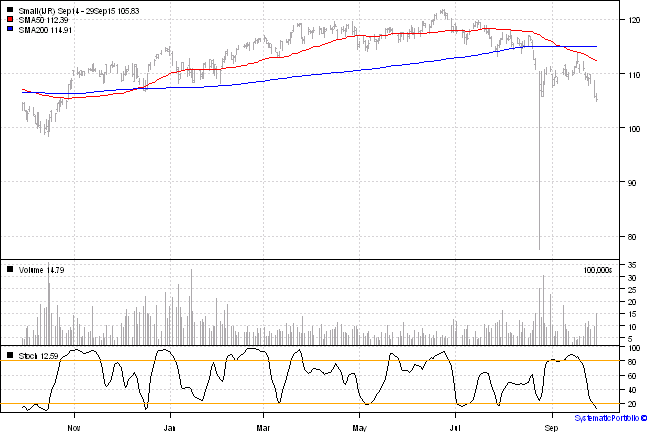 Small(IJR) Sep14 - 29Sep15 105.83
SMA50 112.39
SMA200 114.91
120
110
100
90
80
Volume 14.79
100,000s
35
30
25
20
15
10
5
Stoch 12.59
100
80
60
40
20
Nov Jan Mar May Jul Sep
SystematicPortfolio ©